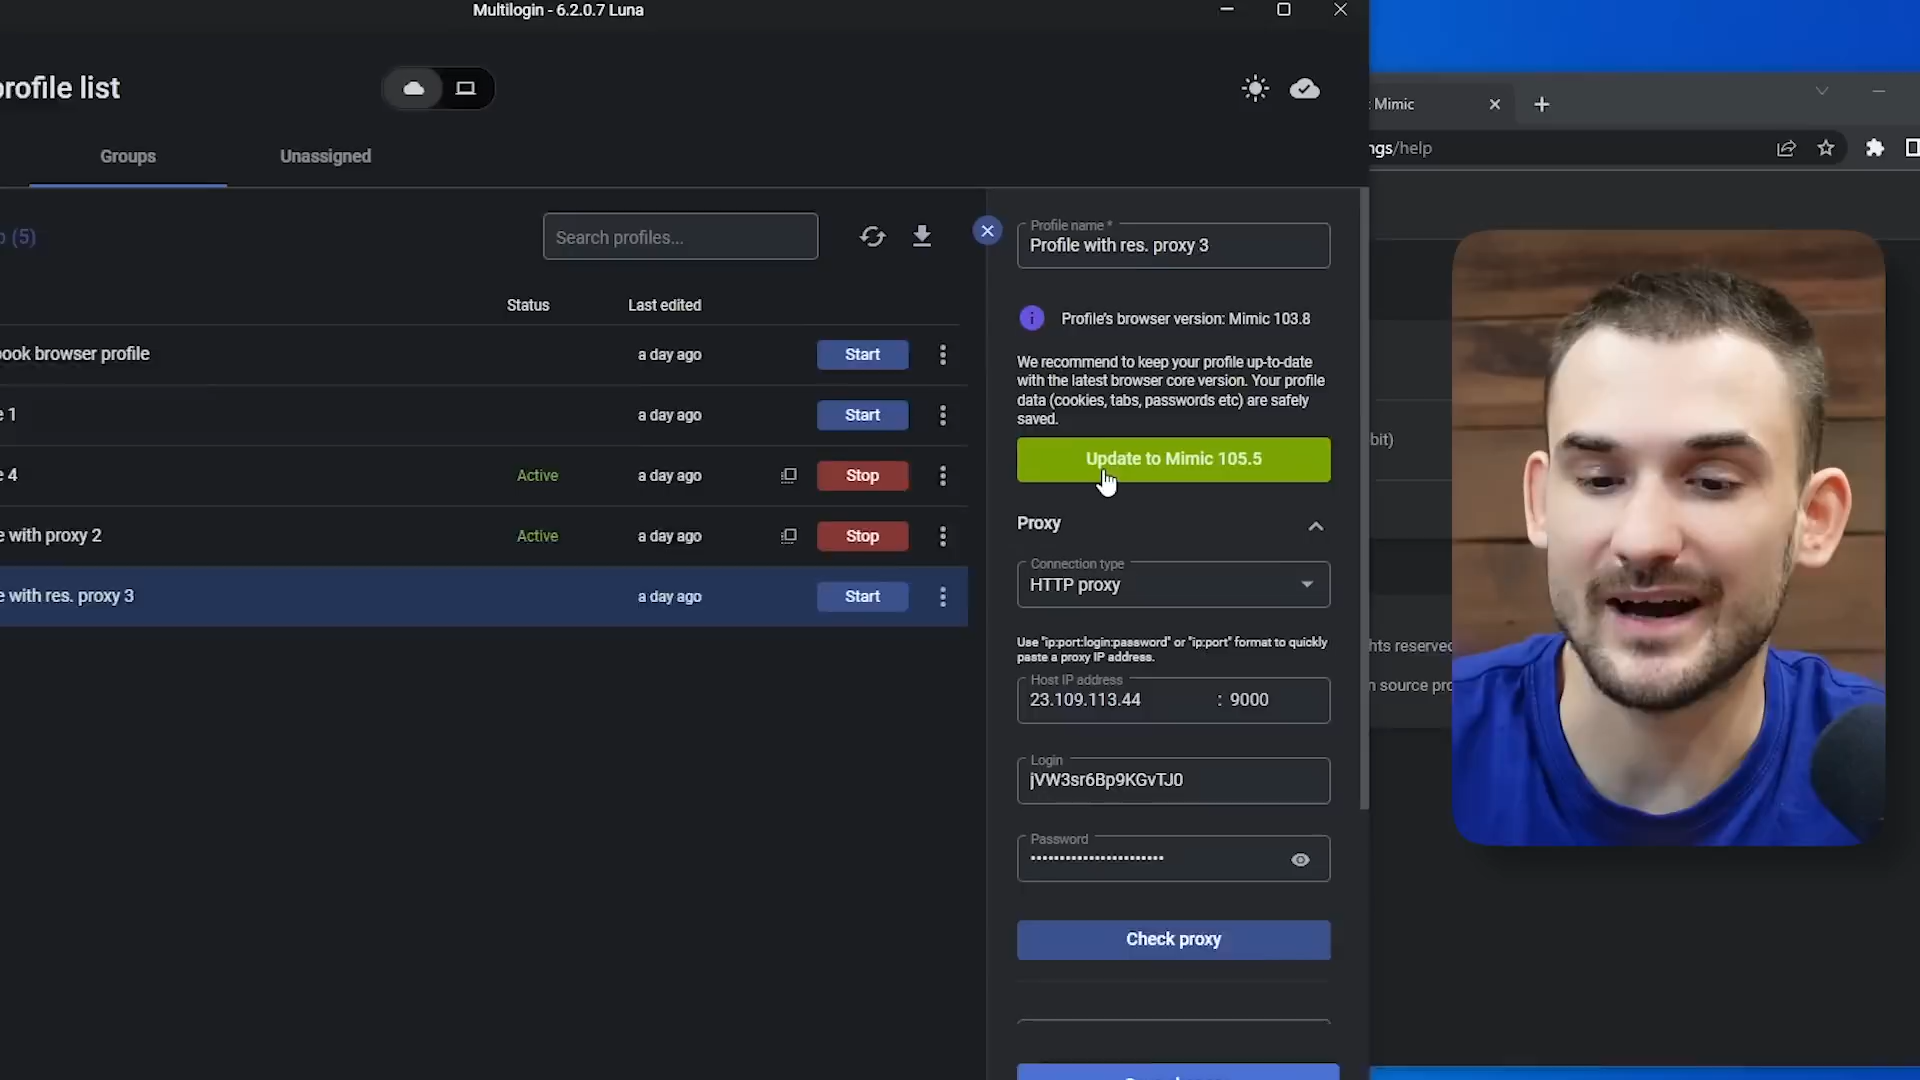 Multilogin - 6.2.0.7 Luna
profile list
Mimic
ngs/help
Groups
Unassigned
(5)
Search profiles...
Profile name *
Profile with res. proxy 3
Status
Last edited
Profile's browser version: Mimic 103.8
ook browser profile
a day ago
Start
We recommend to keep your profile up-to-date
with the latest browser core version. Your profile
data (cookies, tabs, passwords etc) are safely
saved.
e 1
a day ago
Start
bit)
Update to Mimic 105.5
e 4
Active
a day ago
Stop
Proxy
e with proxy 2
Active
a day ago
Stop
Connection type
HTTP proxy
e with res. proxy 3
a day ago
Start
Use "ip:port:login:password" or "ip:port" format to quickly
paste a proxy IP address.
hts reserved
Host IP address
23.109.113.44 : 9000
n source pro
Login
jVW3sr6Bp9KGvTJ0
Password
Check proxy